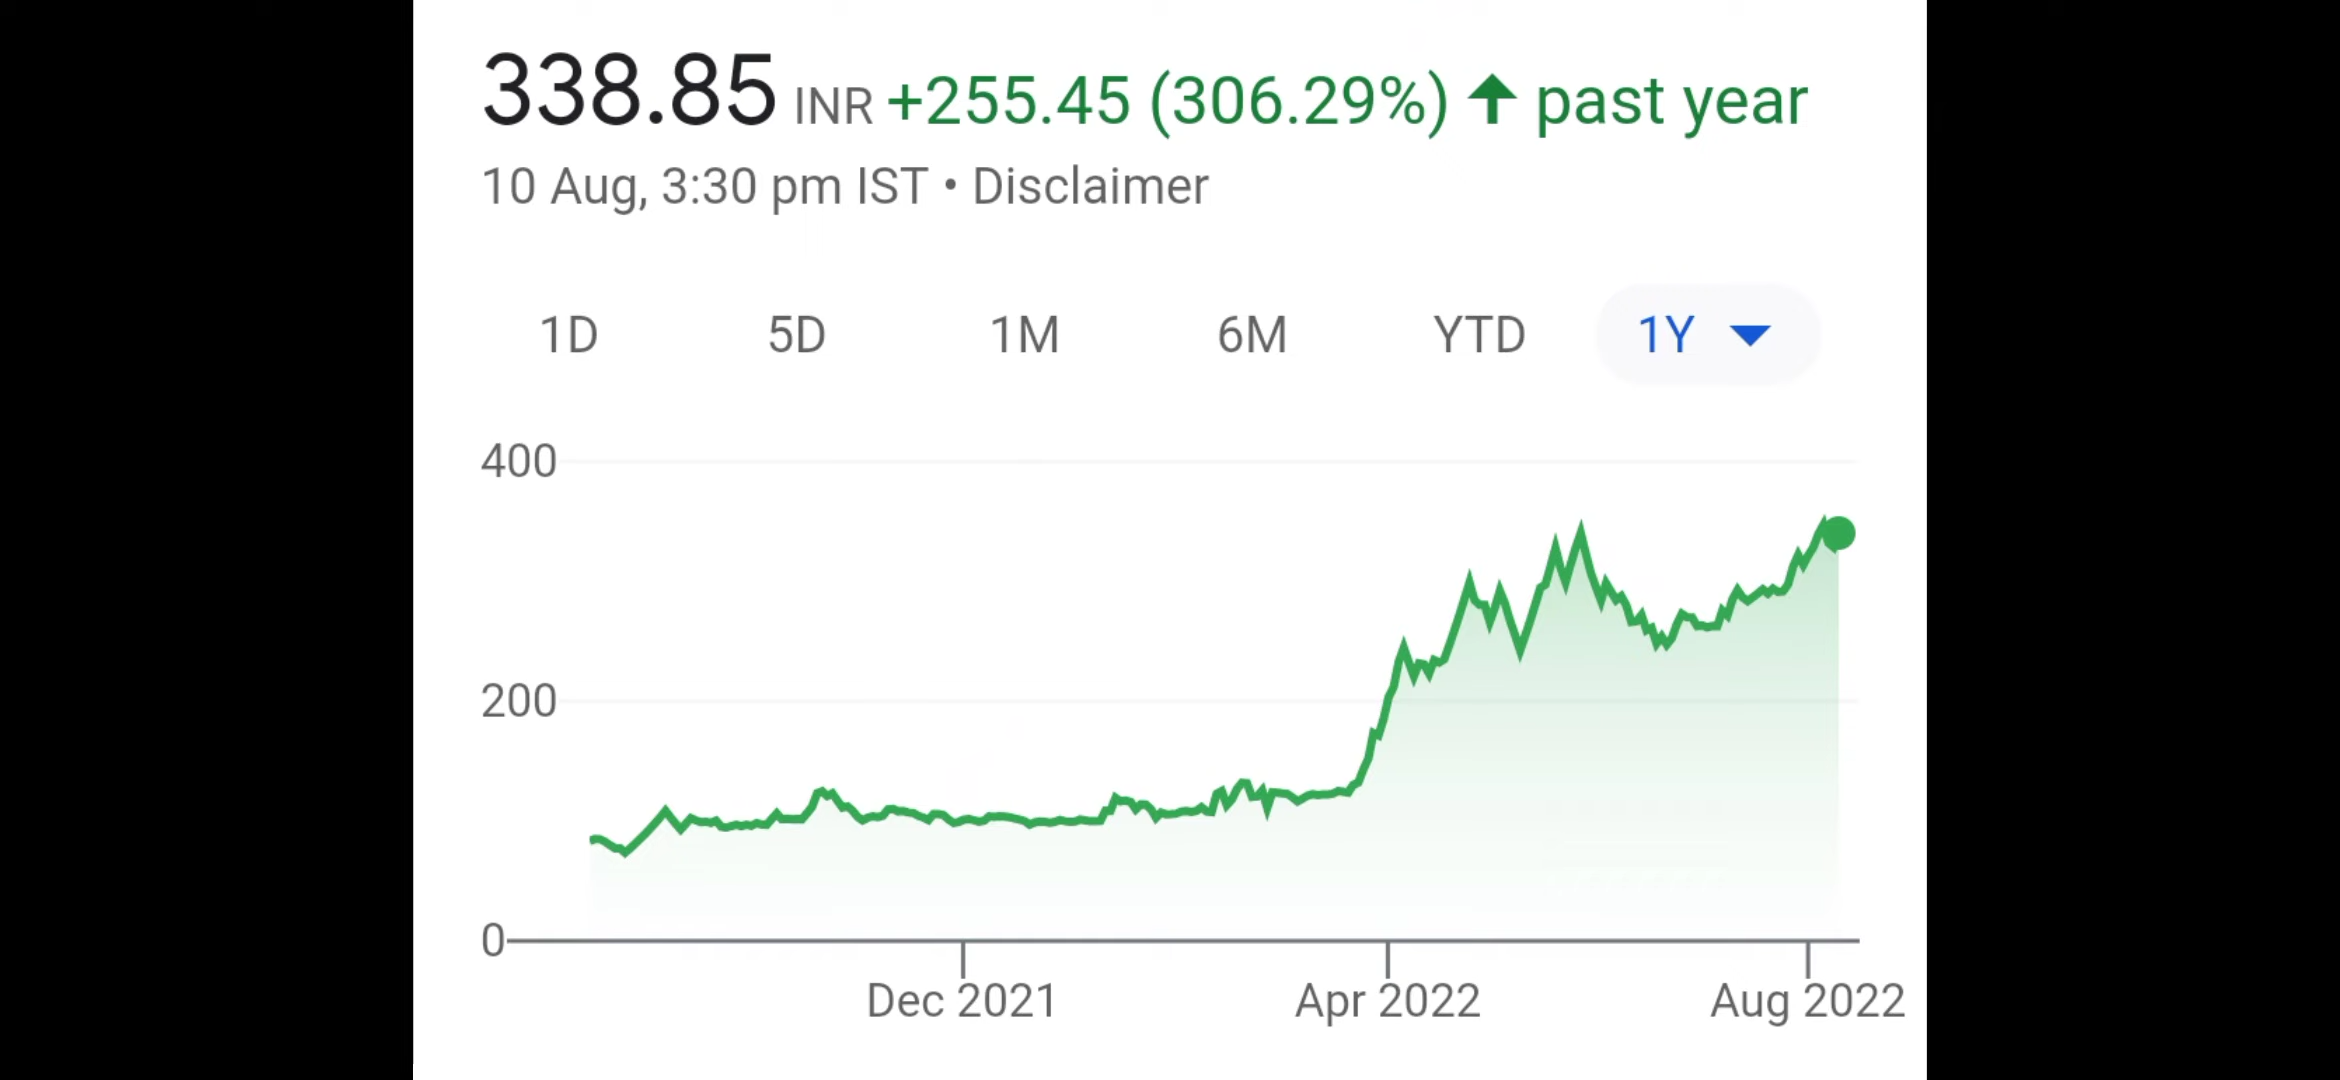 338.85 INR +255.45 (306.29%) ↑ past year
10 Aug, 3:30 pm IST • Disclaimer
1D 5D 1M 6M YTD 1Y
400
200
0
Dec 2021 Apr 2022 Aug 2022